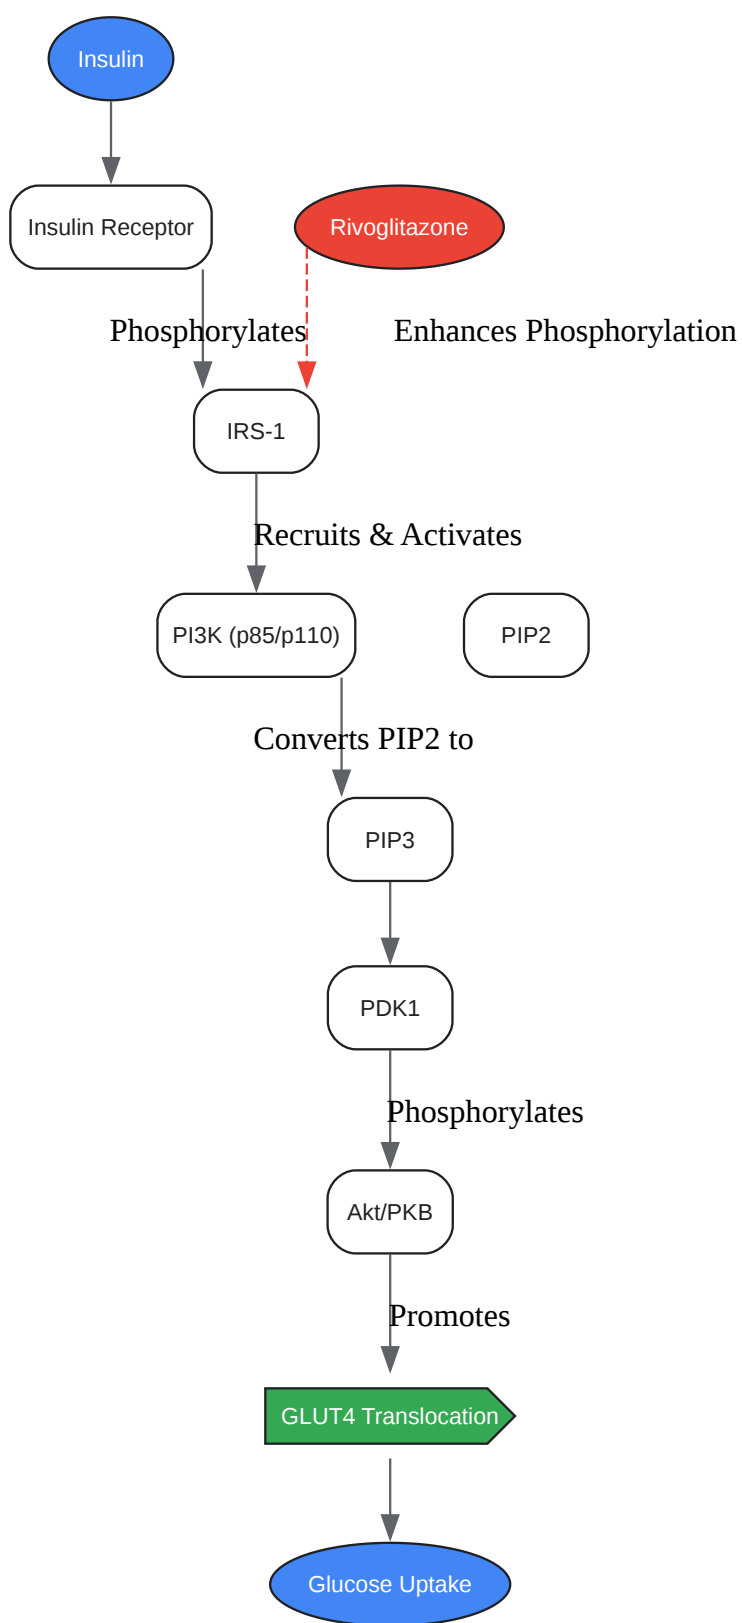 Insulin
Insulin Receptor
Rivoglitazone
Phosphorylates
Enhances Phosphorylation
IRS-1
Recruits & Activates
PI3K (p85/p110)
PIP2
Converts PIP2 to
PIP3
PDK1
Phosphorylates
Akt/PKB
Promotes
GLUT4 Translocation
Glucose Uptake